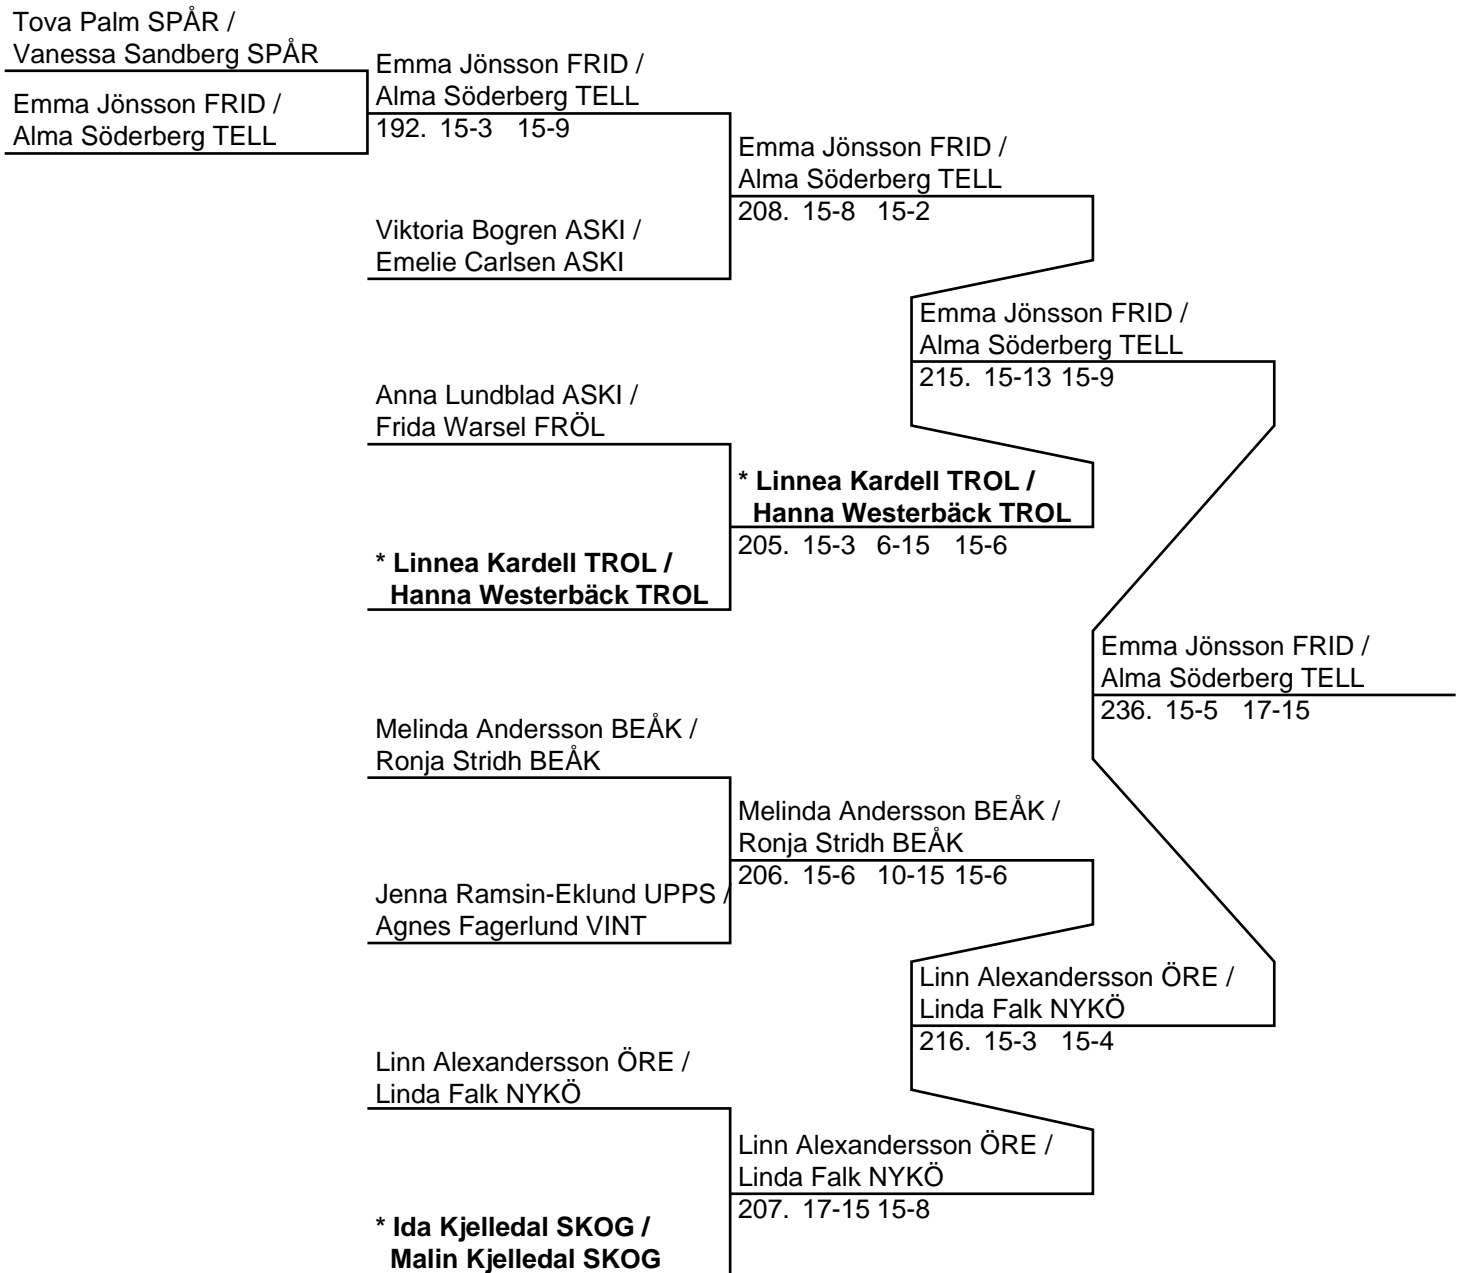 Tova Palm SPÅR /
Vanessa Sandberg SPÅR
Emma Jönsson FRID /
Alma Söderberg TELL
Emma Jönsson FRID /
Alma Söderberg TELL
192. 15-3 15-9
Viktoria Bogren ASKI /
Emelie Carlsen ASKI
Emma Jönsson FRID /
Alma Söderberg TELL
208. 15-8 15-2
Anna Lundblad ASKI /
Frida Warsel FRÖL
* Linnea Kardell TROL /
Hanna Westerbäck TROL
* Linnea Kardell TROL /
Hanna Westerbäck TROL
205. 15-3 6-15 15-6
Emma Jönsson FRID /
Alma Söderberg TELL
215. 15-13 15-9
Melinda Andersson BEÅK /
Ronja Stridh BEÅK
Jenna Ramsin-Eklund UPPS /
Agnes Fagerlund VINT
Melinda Andersson BEÅK /
Ronja Stridh BEÅK
206. 15-6 10-15 15-6
Linn Alexandersson ÖRE /
Linda Falk NYKÖ
* Ida Kjelledal SKOG /
Malin Kjelledal SKOG
Linn Alexandersson ÖRE /
Linda Falk NYKÖ
207. 17-15 15-8
Linn Alexandersson ÖRE /
Linda Falk NYKÖ
216. 15-3 15-4
Emma Jönsson FRID /
Alma Söderberg TELL
236. 15-5 17-15